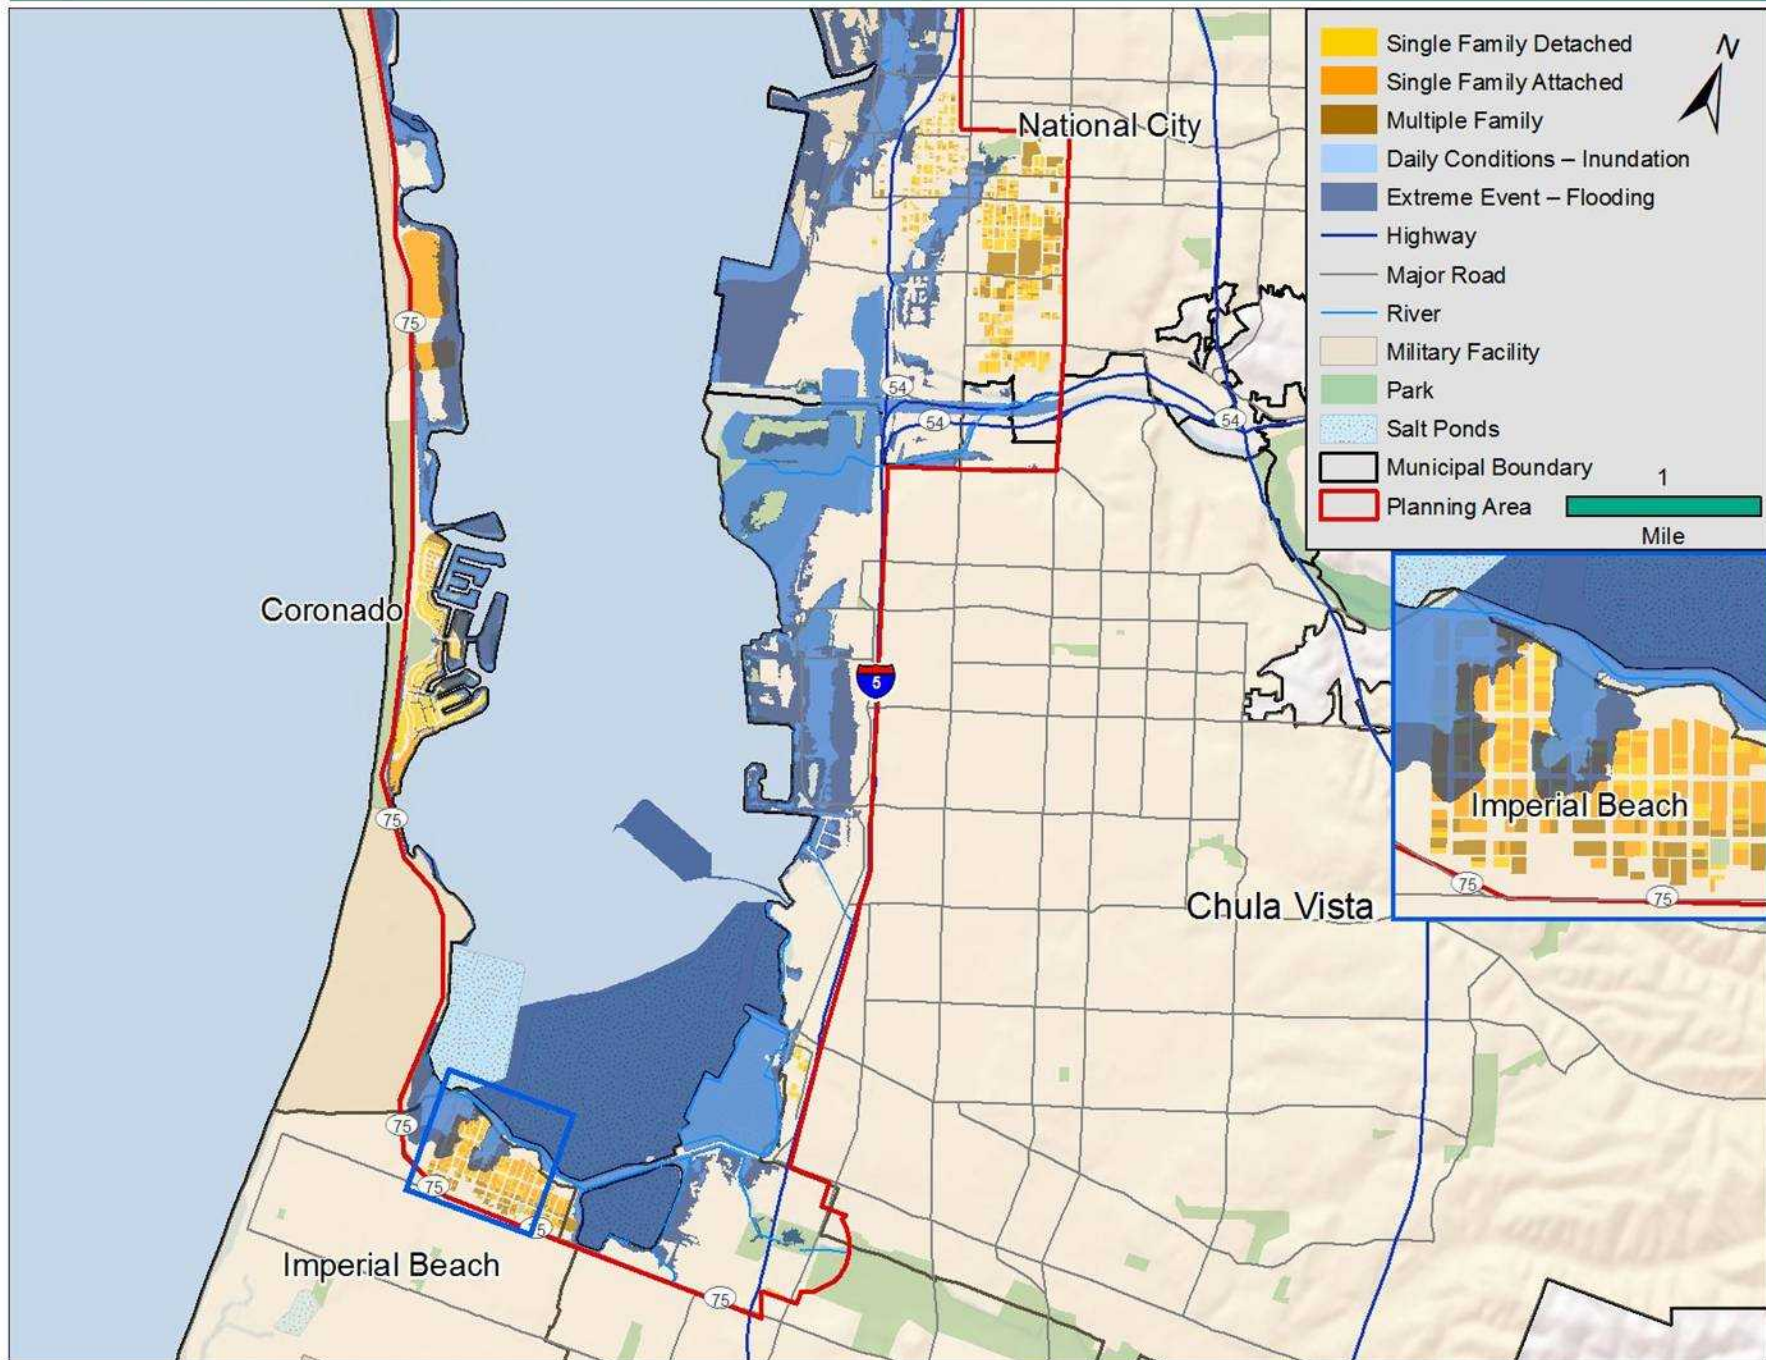 Single Family Detached
Single Family Attached
Multiple Family
Daily Conditions – Inundation
Extreme Event – Flooding
Highway
Major Road
River
Military Facility
Park
Salt Ponds
Municipal Boundary
Planning Area
N
1
Mile
National City
75
54
54
54
Coronado
5
75
Imperial Beach
75
75
Chula Vista
75
75
75
Imperial Beach
75